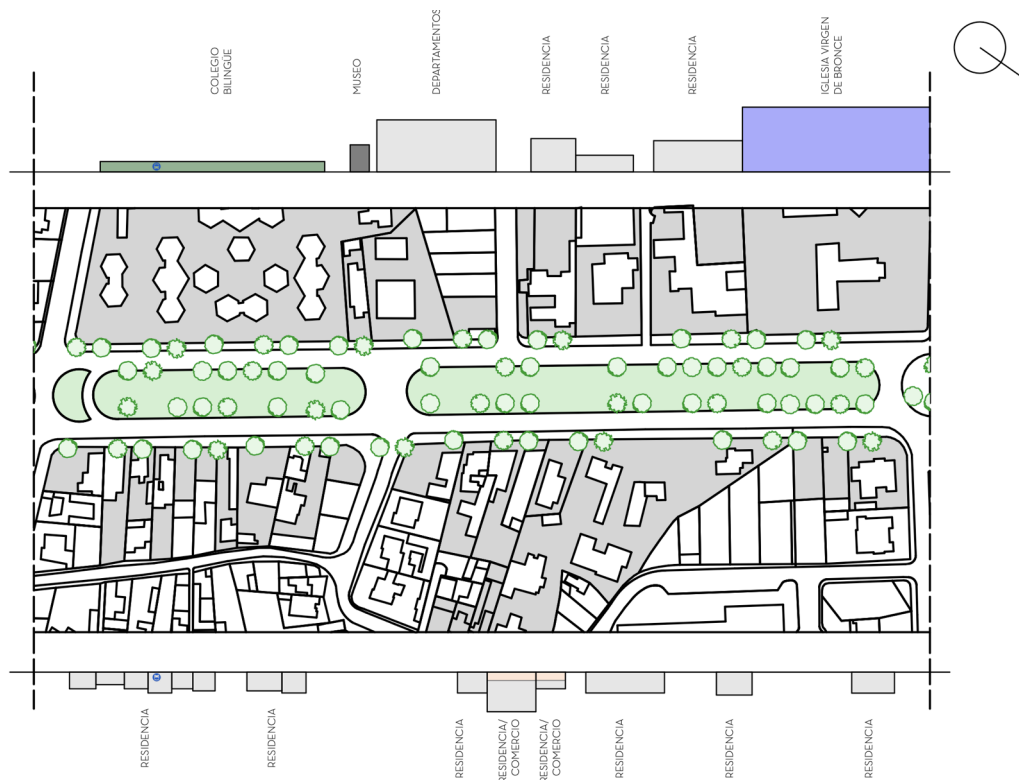 COLEGIO
BILINGÜE
MUSEO
DEPARTAMENTOS
RESIDENCIA
RESIDENCIA
RESIDENCIA
IGLESIA VIRGEN
DE BRONCE
RESIDENCIA
RESIDENCIA
RESIDENCIA
RESIDENCIA/
COMERCIO
RESIDENCIA/
COMERCIO
RESIDENCIA
RESIDENCIA
RESIDENCIA